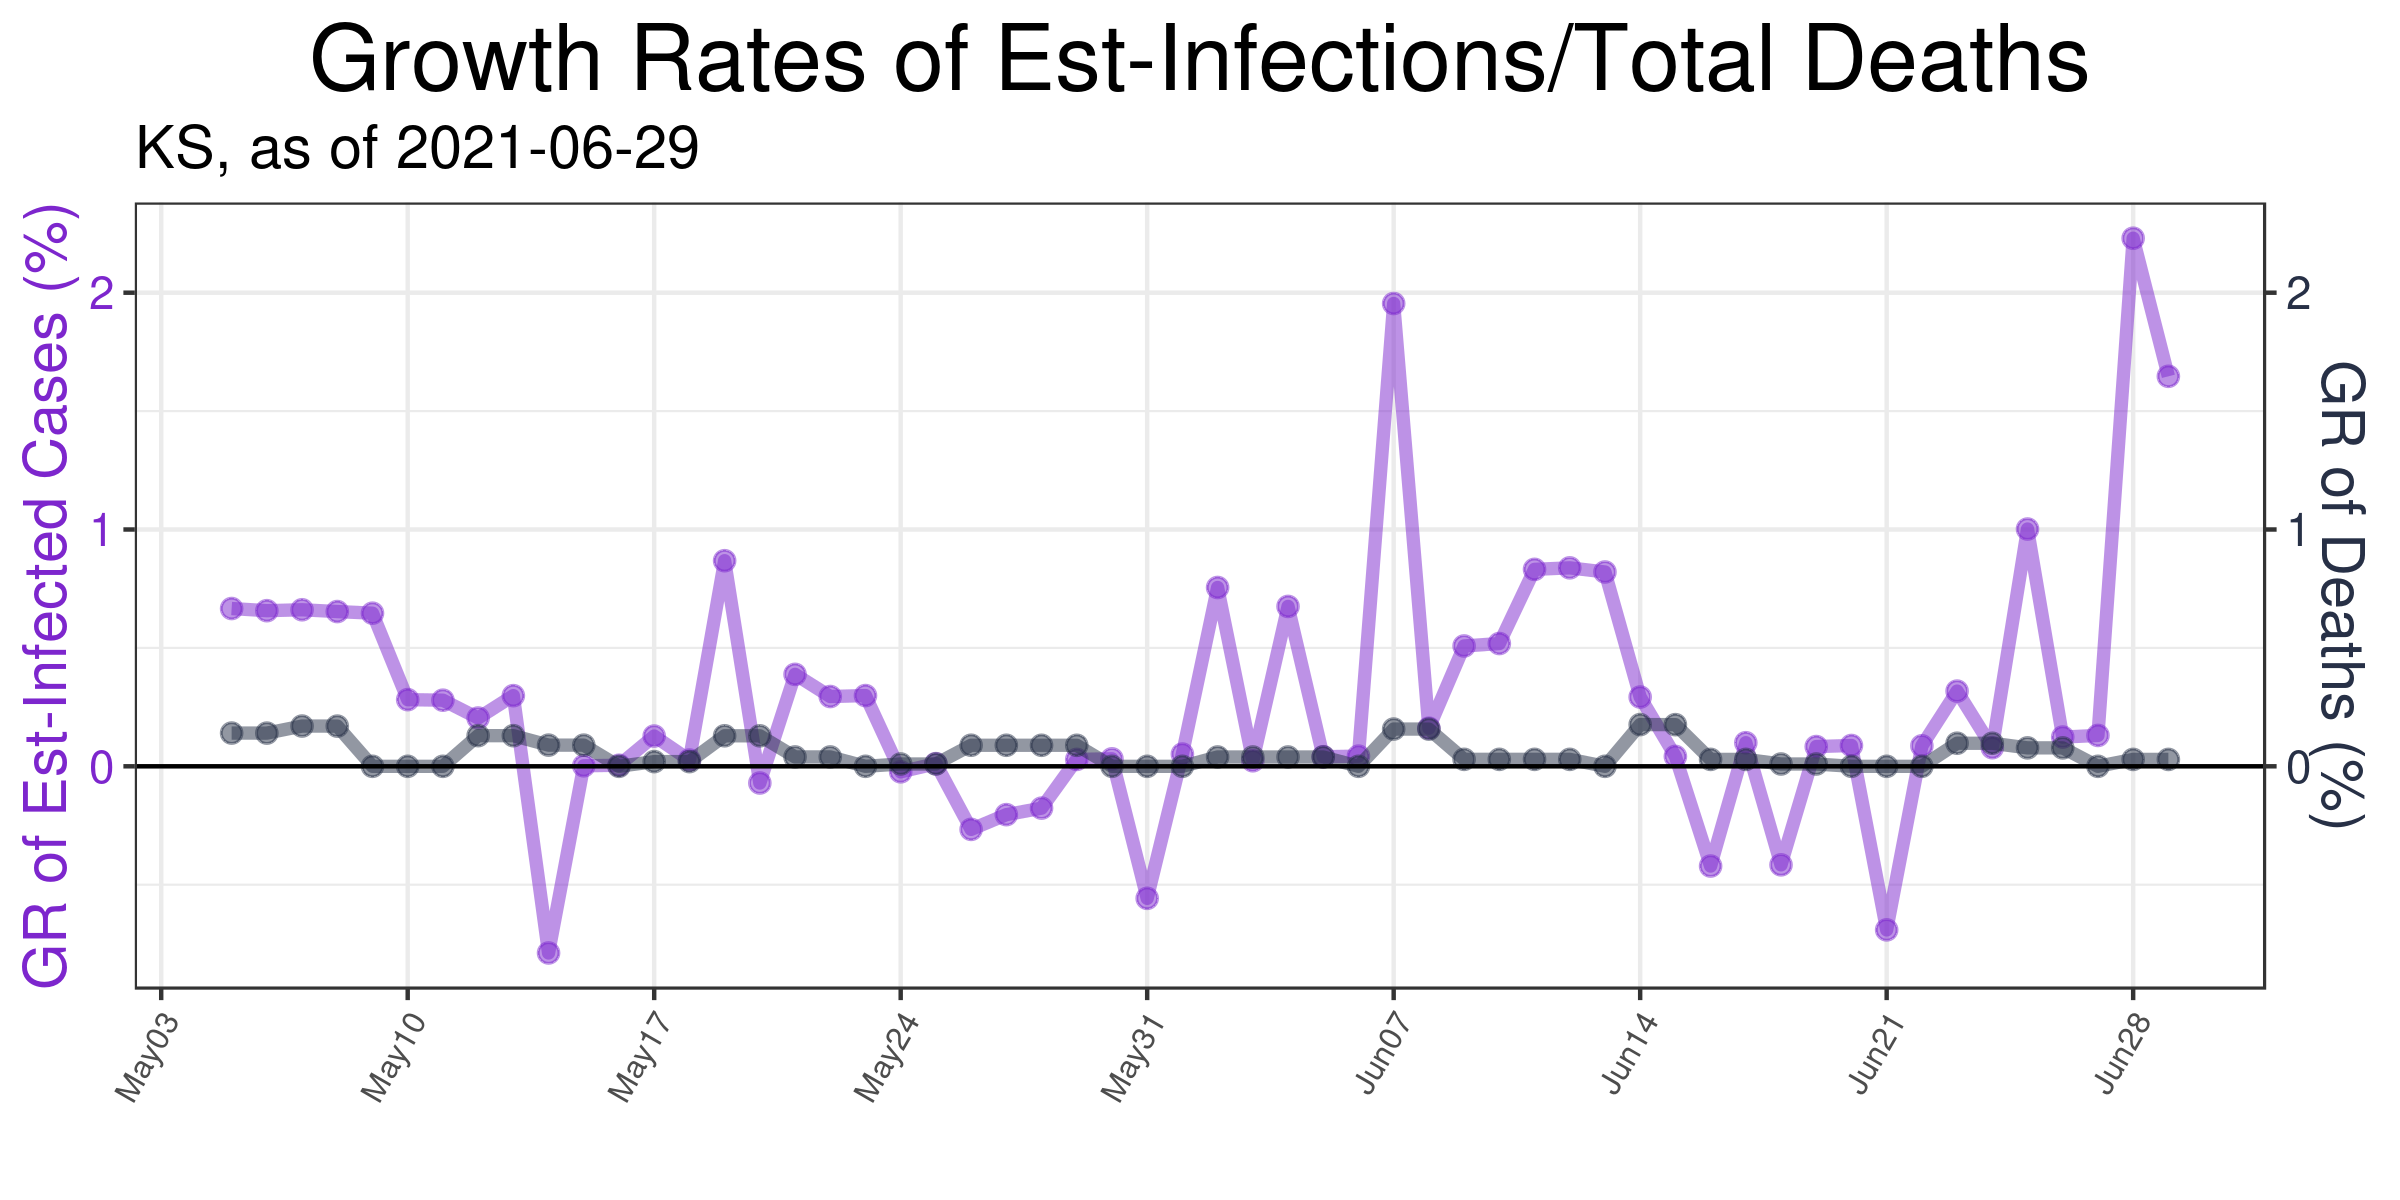 Growth Rates of Est-Infections/Total Deaths
KS, as of 2021-06-29
GR of Est-Infected Cases (%)
2
1
0
2
1
0
GR of Deaths (%)
May03
May10
May17
May24
May31
Jun07
Jun14
Jun21
Jun28